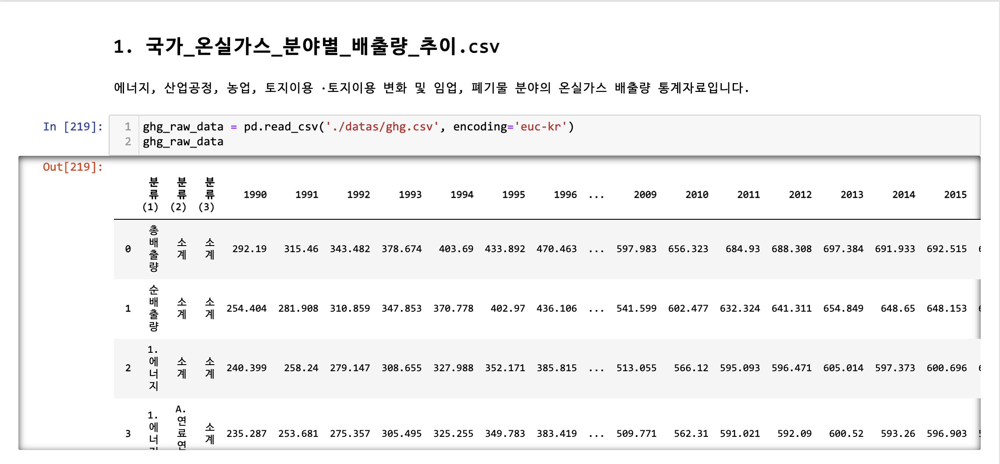 1. 국가_온실가스_분야별_배출량_추이.csv
에너지, 산업공정, 농업, 토지이용 ·토지이용 변화 및 임업, 폐기물 분야의 온실가스 배출량 통계자료입니다.
In [219]:
1 ghg_raw_data = pd.read_csv('./datas/ghg.csv', encoding='euc-kr')
2 ghg_raw_data
Out[219]:
분류(1) 분류(2) 분류(3) 1990 1991 1992 1993 1994 1995 1996 ... 2009 2010 2011 2012 2013 2014 2015
0 총배출량 소계 소계 292.19 315.46 343.482 378.674 403.69 433.892 470.463 ... 597.983 656.323 684.93 688.308 697.384 691.933 692.515
1 순배출량 소계 소계 254.404 281.908 310.859 347.853 370.778 402.97 436.106 ... 541.599 602.477 632.324 641.311 654.849 648.65 648.153
2 1. 에너지 소계 소계 240.399 258.24 279.147 308.655 327.988 352.171 385.815 ... 513.055 566.12 595.093 596.471 605.014 597.373 600.696
3 1. 에너 A. 연료연 소계 235.287 253.681 275.357 305.495 325.255 349.783 383.419 ... 509.771 562.31 591.021 592.09 600.52 593.26 596.903